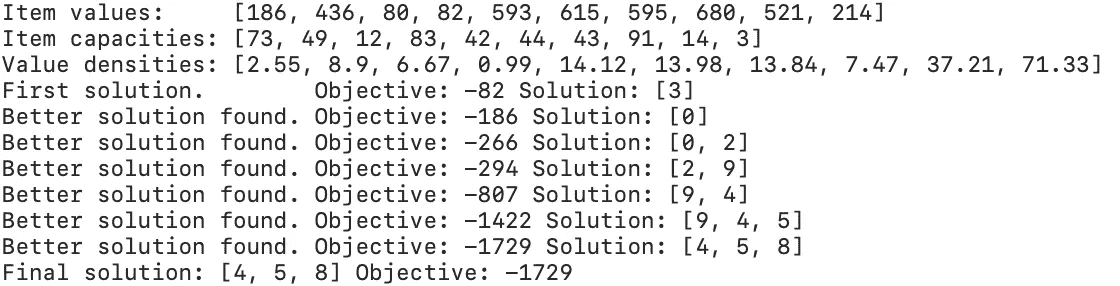 Item values:     [186, 436, 80, 82, 593, 615, 595, 680, 521, 214]
Item capacities: [73, 49, 12, 83, 42, 44, 43, 91, 14, 3]
Value densities: [2.55, 8.9, 6.67, 0.99, 14.12, 13.98, 13.84, 7.47, 37.21, 71.33]
First solution.        Objective: -82 Solution: [3]
Better solution found. Objective: -186 Solution: [0]
Better solution found. Objective: -266 Solution: [0, 2]
Better solution found. Objective: -294 Solution: [2, 9]
Better solution found. Objective: -807 Solution: [9, 4]
Better solution found. Objective: -1422 Solution: [9, 4, 5]
Better solution found. Objective: -1729 Solution: [4, 5, 8]
Final solution: [4, 5, 8] Objective: -1729